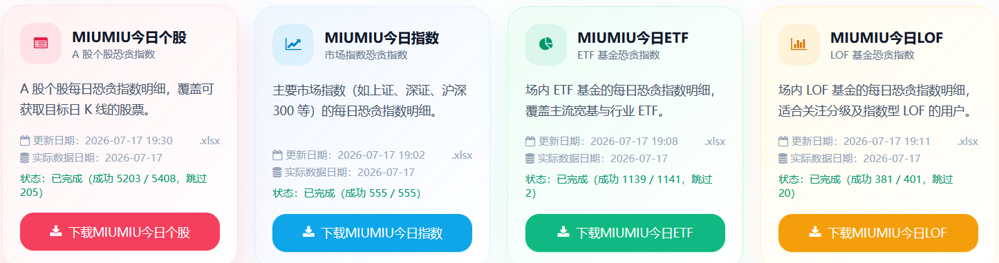 MIUMIU今日个股
A 股个股恐贪指数
A 股个股每日恐贪指数明细，覆盖可
获取目标日 K 线的股票。
更新日期：2026-07-17 19:30 .xlsx
实际数据日期：2026-07-17
状态：已完成（成功 5203 / 5408，跳过
205）
下载MIUMIU今日个股
MIUMIU今日指数
市场指数恐贪指数
主要市场指数（如上证、深证、沪深
300 等）的每日恐贪指数明细。
更新日期：2026-07-17 19:02 .xlsx
实际数据日期：2026-07-17
状态：已完成（成功 555 / 555）
下载MIUMIU今日指数
MIUMIU今日ETF
ETF 基金恐贪指数
场内 ETF 基金的每日恐贪指数明细，
覆盖主流宽基与行业 ETF。
更新日期：2026-07-17 19:08 .xlsx
实际数据日期：2026-07-17
状态：已完成（成功 1139 / 1141，跳过
2）
下载MIUMIU今日ETF
MIUMIU今日LOF
LOF 基金恐贪指数
场内 LOF 基金的每日恐贪指数明细，
适合关注分级及指数型 LOF 的用户。
更新日期：2026-07-17 19:11 .xlsx
实际数据日期：2026-07-17
状态：已完成（成功 381 / 401，跳过
20）
下载MIUMIU今日LOF